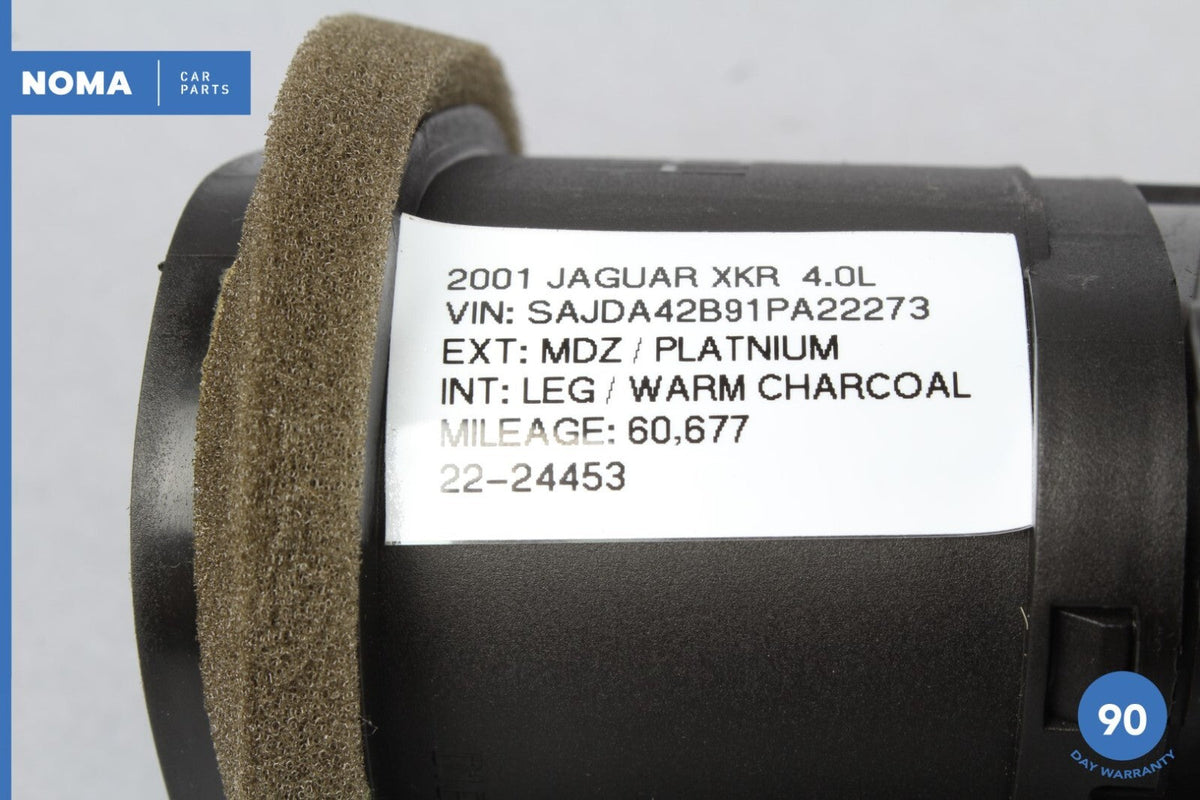 NOMA
CAR
PARTS
2001 JAGUAR XKR 4.0L
VIN: SAJDA42B91PA22273
EXT: MDZ / PLATNIUM
INT: LEG / WARM CHARCOAL
MILEAGE: 60,677
22-24453
90
DAY WARRANTY